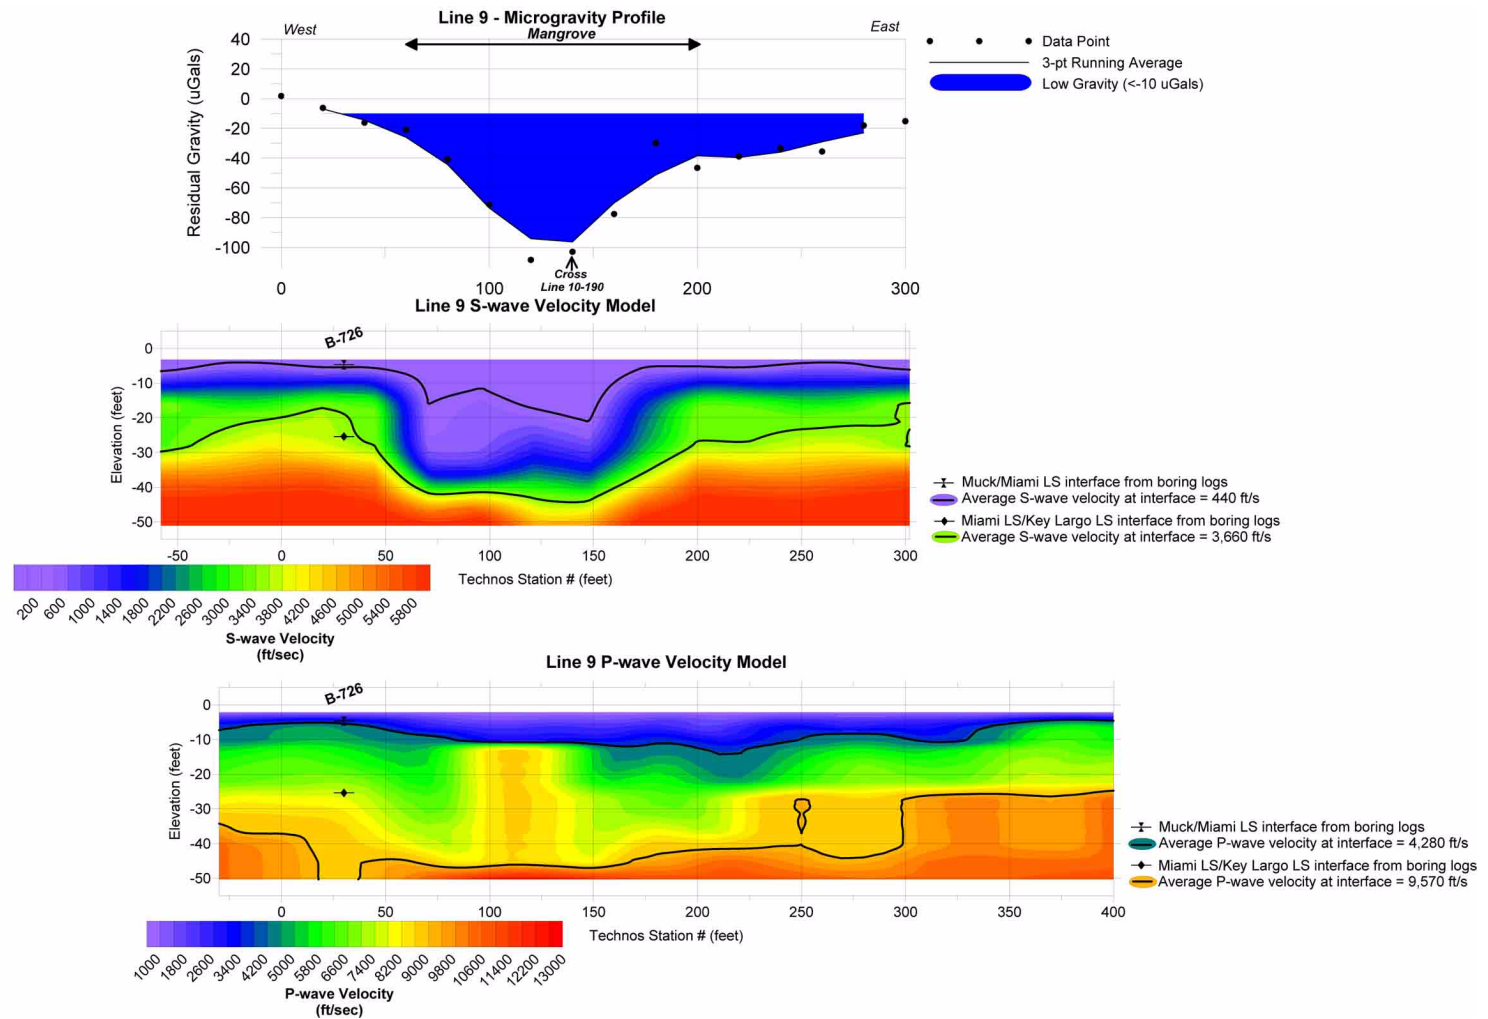 Line 9 - Microgravity Profile
West
Mangrove
East
Residual Gravity (uGals)
40
20
0
-20
-40
-60
-80
-100
0
100
200
300
Cross
Line 10-190
Data Point
3-pt Running Average
Low Gravity (<-10 uGals)
Line 9 S-wave Velocity Model
B-726
Elevation (feet)
0
-10
-20
-30
-40
-50
-50 0 50 100 150 200 250 300
Technos Station # (feet)
Muck/Miami LS interface from boring logs
Average S-wave velocity at interface = 440 ft/s
Miami LS/Key Largo LS interface from boring logs
Average S-wave velocity at interface = 3,660 ft/s
200 600 1000 1400 1800 2200 2600 3000 3400 3800 4200 4600 5000 5400 5800
S-wave Velocity
(ft/sec)
Line 9 P-wave Velocity Model
B-726
Elevation (feet)
0
-10
-20
-30
-40
-50
0 50 100 150 200 250 300 350 400
Technos Station # (feet)
Muck/Miami LS interface from boring logs
Average P-wave velocity at interface = 4,280 ft/s
Miami LS/Key Largo LS interface from boring logs
Average P-wave velocity at interface = 9,570 ft/s
1000 1800 2600 3400 4200 5000 5800 6600 7400 8200 9000 9800 10600 11400 12200 13000
P-wave Velocity
(ft/sec)